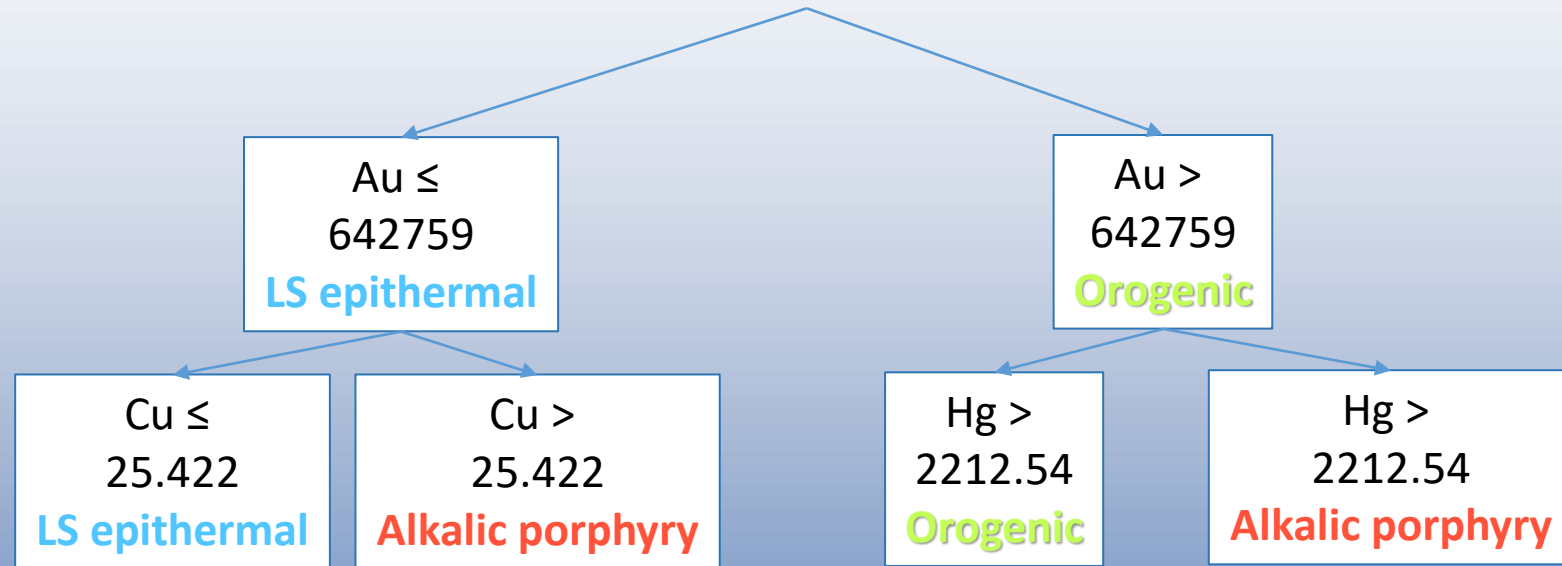 Au ≤
642759
LS epithermal
Au >
642759
Orogenic
Cu ≤
25.422
LS epithermal
Cu >
25.422
Alkalic porphyry
Hg >
2212.54
Orogenic
Hg >
2212.54
Alkalic porphyry